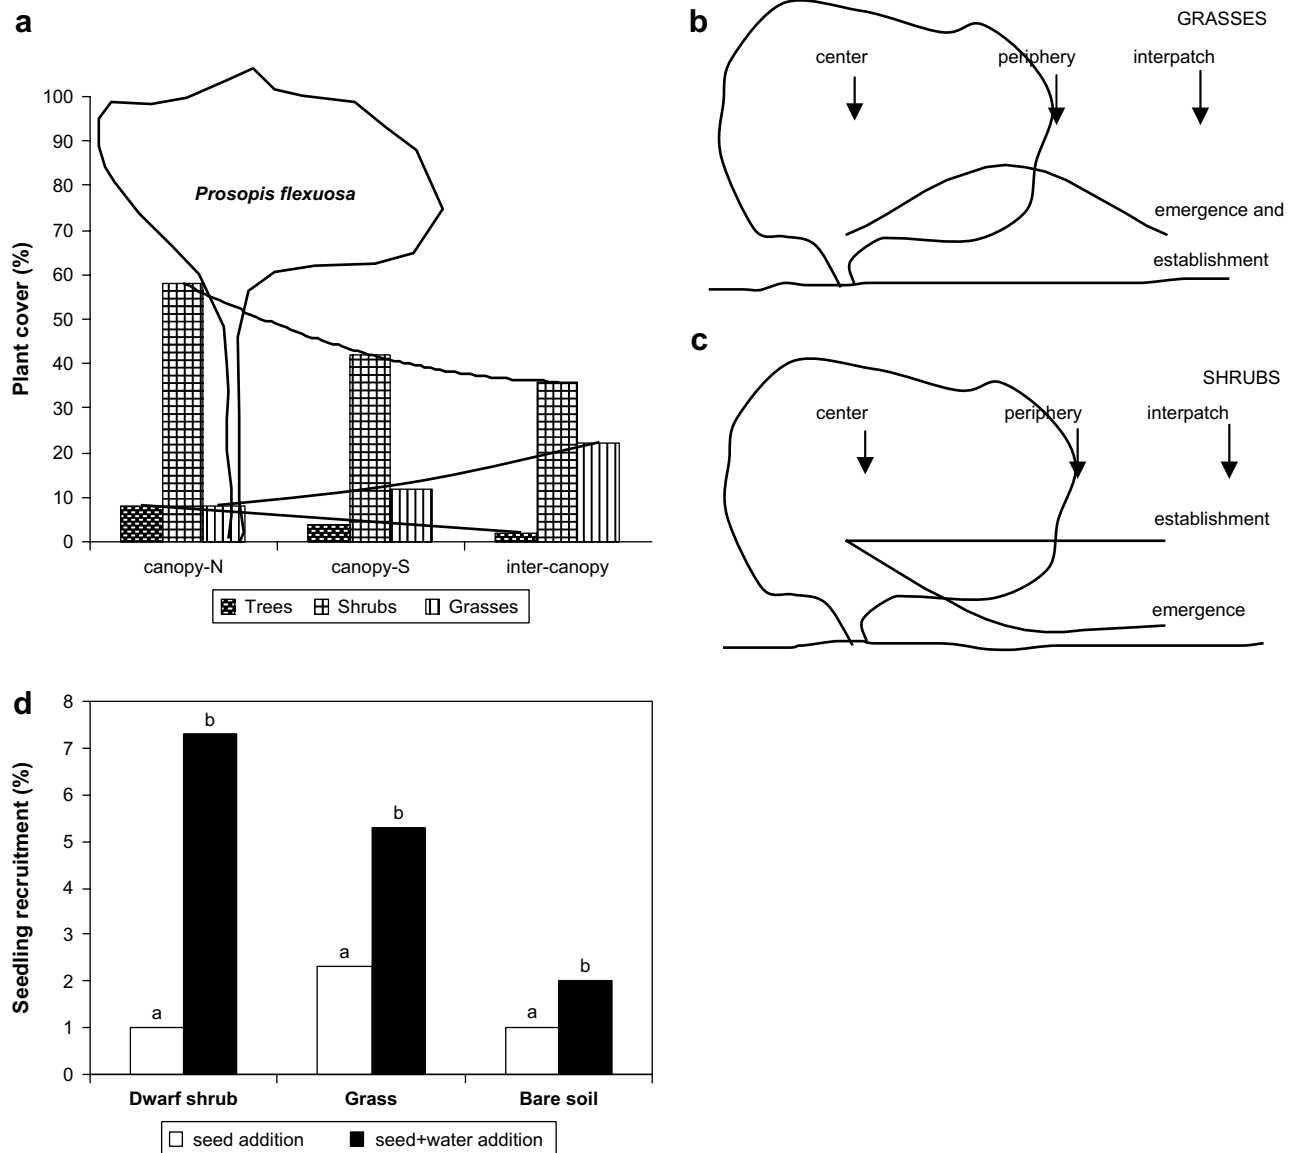 a
Plant cover (%)
100
90
80
70
60
50
40
30
20
10
0
Prosopis flexuosa
canopy-N canopy-S inter-canopy
Trees Shrubs Grasses
b
GRASSES
center periphery interpatch
emergence and
establishment
c
SHRUBS
center periphery interpatch
establishment
emergence
d
Seedling recruitment (%)
8
7
6
5
4
3
2
1
0
a b
a b
a b
Dwarf shrub Grass Bare soil
seed addition seed+water addition